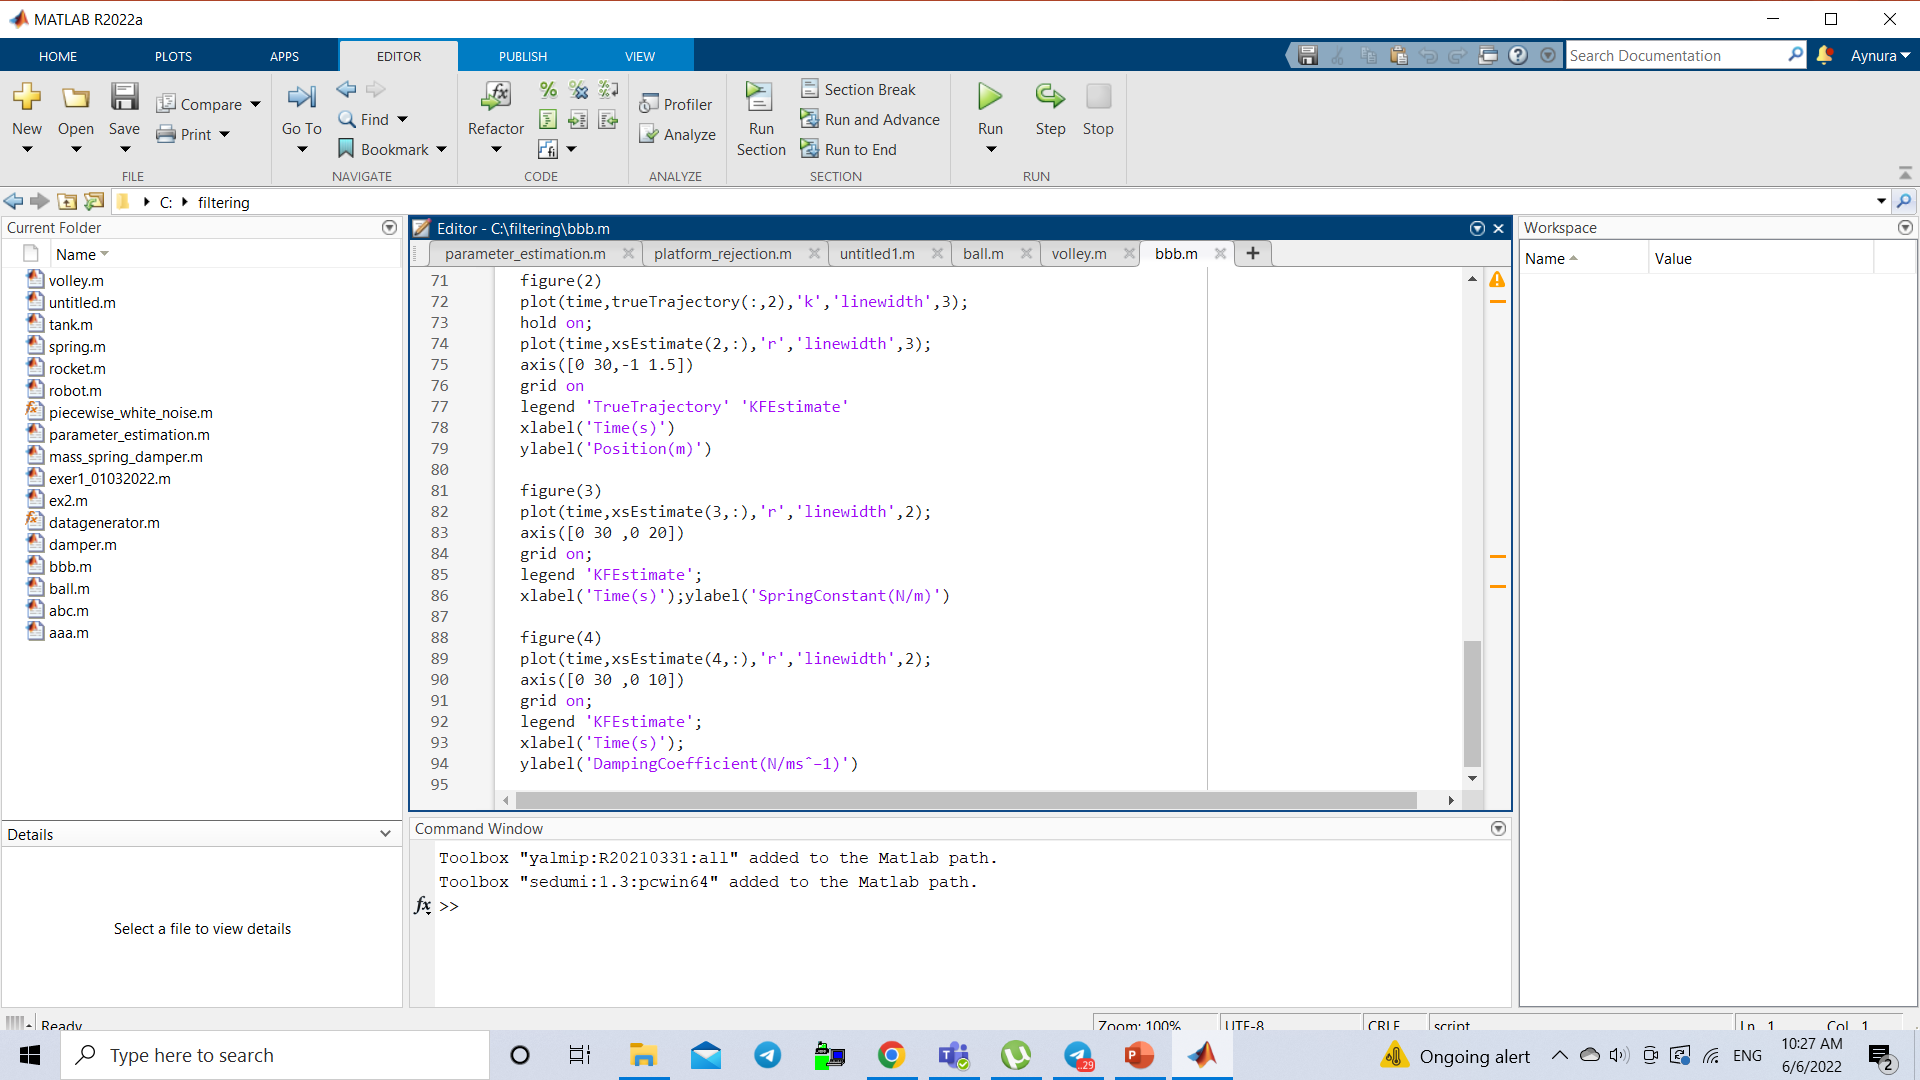 MATLAB R2022a
HOME PLOTS APPS EDITOR PUBLISH VIEW
Search Documentation
Aynura
New
Open
Save
Compare
Print
FILE
Go To
Find
Bookmark
NAVIGATE
Refactor
CODE
Profiler
Analyze
ANALYZE
Run Section
Section Break
Run and Advance
Run to End
SECTION
Run
Step
Stop
RUN
C: filtering
Current Folder
Name
volley.m
untitled.m
tank.m
spring.m
rocket.m
robot.m
piecewise_white_noise.m
parameter_estimation.m
mass_spring_damper.m
exer1_01032022.m
ex2.m
datagenerator.m
damper.m
bbb.m
ball.m
abc.m
aaa.m
Details
Select a file to view details
Editor - C:\filtering\bbb.m
parameter_estimation.m platform_rejection.m untitled1.m ball.m volley.m bbb.m
71 figure(2)
72 plot(time,trueTrajectory(:,2),'k','linewidth',3);
73 hold on;
74 plot(time,xsEstimate(2,:),'r','linewidth',3);
75 axis([0 30,-1 1.5])
76 grid on
77 legend 'TrueTrajectory' 'KFEstimate'
78 xlabel('Time(s)')
79 ylabel('Position(m)')
80
81 figure(3)
82 plot(time,xsEstimate(3,:),'r','linewidth',2);
83 axis([0 30 ,0 20])
84 grid on;
85 legend 'KFEstimate';
86 xlabel('Time(s)');ylabel('SpringConstant(N/m)')
87
88 figure(4)
89 plot(time,xsEstimate(4,:),'r','linewidth',2);
90 axis([0 30 ,0 10])
91 grid on;
92 legend 'KFEstimate';
93 xlabel('Time(s)');
94 ylabel('DampingCoefficient(N/msˆ−1)')
95
Command Window
Toolbox "yalmip:R20210331:all" added to the Matlab path.
Toolbox "sedumi:1.3:pcwin64" added to the Matlab path.
fx >>
Workspace
Name Value
Ready
Zoom: 100% UTF-8 CRLF script Ln 1 Col 1
Type here to search
..29
Ongoing alert
ENG
10:27 AM
6/6/2022
2